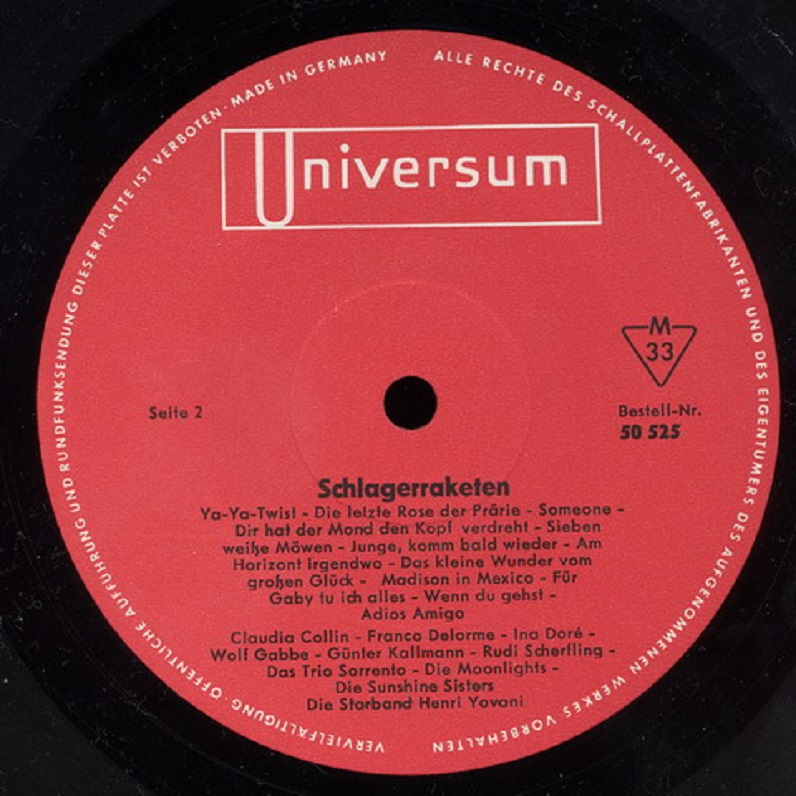 ALLE RECHTE DES SCHALLPLATTENFABRIKANTEN UND DES EIGENTUMERS DES AUFGENOMMENEN WERKES VORBEHALTEN
VERVIELFALTIGUNG · OFFENTLICHE AUFFUHRUNG UND RUNDFUNKSENDUNG DIESER PLATTE IST VERBOTEN · MADE IN GERMANY
Universum
M
33
Seite 2
Bestell-Nr.
50 525
Schlagerraketen
Ya-Ya-Twist - Die letzte Rose der Prärie - Someone -
Dir hat der Mond den Kopf verdreht - Sieben
weiße Möwen - Junge, komm bald wieder - Am
Horizont irgendwo - Das kleine Wunder vom
großen Glück - Madison in Mexico - Für
Gaby tu ich alles - Wenn du gehst -
Adios Amigo
Claudia Collin - Franco Delorme - Ina Doré -
Wolf Gabbe - Günter Kallmann - Rudi Scherfling -
Das Trio Sorrento - Die Moonlights -
Die Sunshine Sisters
Die Starband Henri Yovani